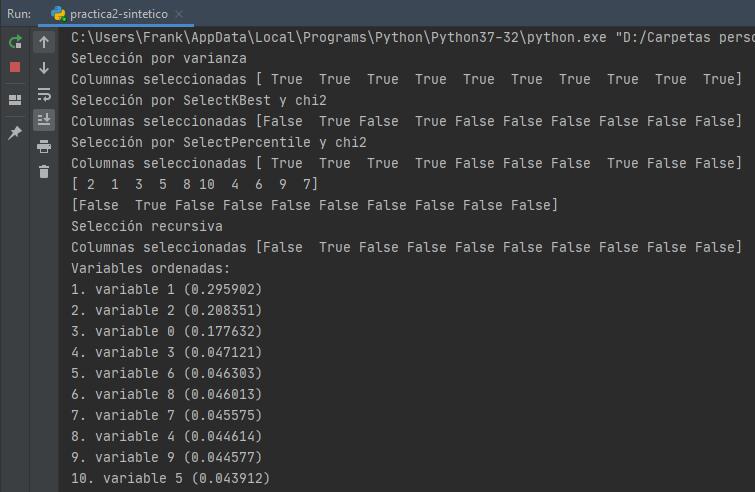 Run: practica2-sintetico
C:\Users\Frank\AppData\Local\Programs\Python\Python37-32\python.exe "D:/Carpetas perso
Selección por varianza
Columnas seleccionadas [ True  True  True  True  True  True  True  True  True  True]
Selección por SelectKBest y chi2
Columnas seleccionadas [False  True False  True False False False False False False]
Selección por SelectPercentile y chi2
Columnas seleccionadas [ True  True  True  True False False False  True False False]
[ 2  1  3  5  8 10  4  6  9  7]
[False  True False False False False False False False False]
Selección recursiva
Columnas seleccionadas [False  True False False False False False False False False]
Variables ordenadas:
1. variable 1 (0.295902)
2. variable 2 (0.208351)
3. variable 0 (0.177632)
4. variable 3 (0.047121)
5. variable 6 (0.046303)
6. variable 8 (0.046013)
7. variable 7 (0.045575)
8. variable 4 (0.044614)
9. variable 9 (0.044577)
10. variable 5 (0.043912)